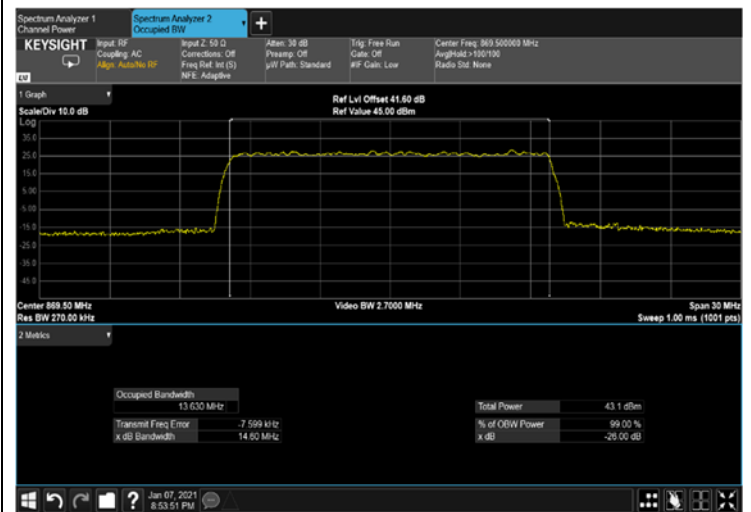 Spectrum Analyzer 1
Channel Power
Spectrum Analyzer 2
Occupied BW
+
KEYSIGHT
Input: RF
Coupling: AC
Align: Auto/No RF
Input Z: 50 Ω
Corrections: Off
Freq Ref: Int (S)
NFE: Adaptive
Atten: 30 dB
Preamp: Off
µW Path: Standard
Trig: Free Run
Gate: Off
#IF Gain: Low
Center Freq: 869.500000 MHz
Avg|Hold:>100/100
Radio Std: None
1 Graph
Scale/Div 10.0 dB
Ref Lvl Offset 41.60 dB
Ref Value 45.00 dBm
Log
35.0
25.0
15.0
5.00
-5.00
-15.0
-25.0
-35.0
-45.0
Center 869.50 MHz
Res BW 270.00 kHz
Video BW 2.7000 MHz
Span 30 MHz
Sweep 1.00 ms (1001 pts)
2 Metrics
Occupied Bandwidth
13.630 MHz
Transmit Freq Error -7.599 kHz
x dB Bandwidth 14.60 MHz
Total Power 43.1 dBm
% of OBW Power 99.00 %
x dB -26.00 dB
?
Jan 07, 2021
8:53:51 PM